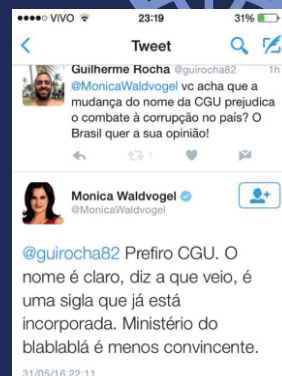 VIVO 23:19 31%
Tweet
Guilherme Rocha @guirocha82 1h
@MonicaWaldvogel vc acha que a
mudança do nome da CGU prejudica
o combate à corrupção no país? O
Brasil quer a sua opinião!
1
Monica Waldvogel
@MonicaWaldvogel
@guirocha82 Prefiro CGU. O
nome é claro, diz a que veio, é
uma sigla que já está
incorporada. Ministério do
blablablá é menos convincente.
31/05/16 22:11